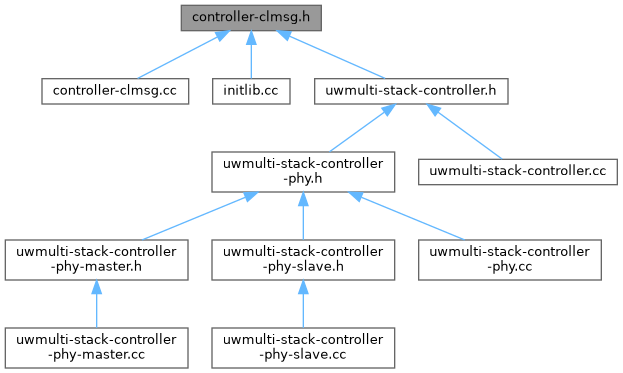 controller-clmsg.h
controller-clmsg.cc
initlib.cc
uwmulti-stack-controller.h
uwmulti-stack-controller
-phy.h
uwmulti-stack-controller.cc
uwmulti-stack-controller
-phy-master.h
uwmulti-stack-controller
-phy-slave.h
uwmulti-stack-controller
-phy.cc
uwmulti-stack-controller
-phy-master.cc
uwmulti-stack-controller
-phy-slave.cc